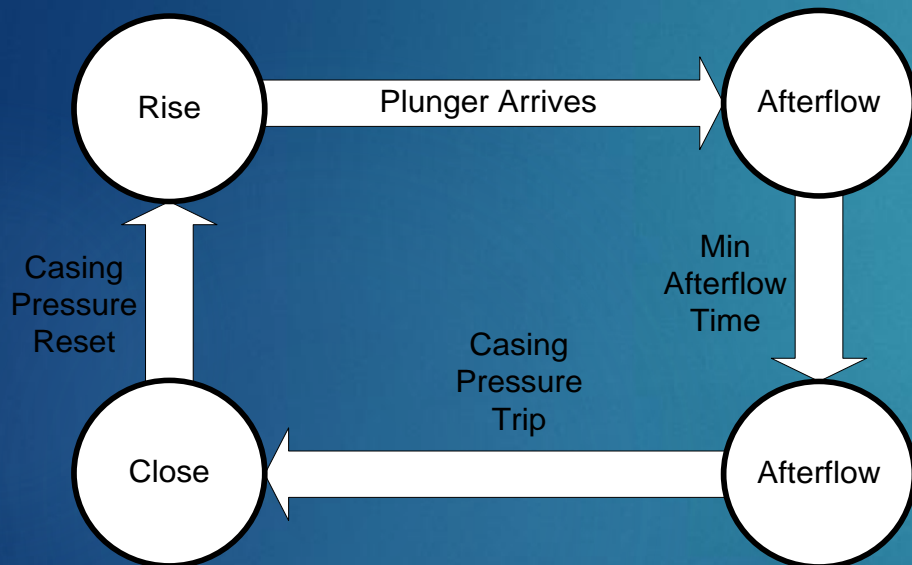 Rise
Plunger Arrives
Afterflow
Min
Afterflow
Time
Casing
Pressure
Reset
Casing
Pressure
Trip
Close
Afterflow